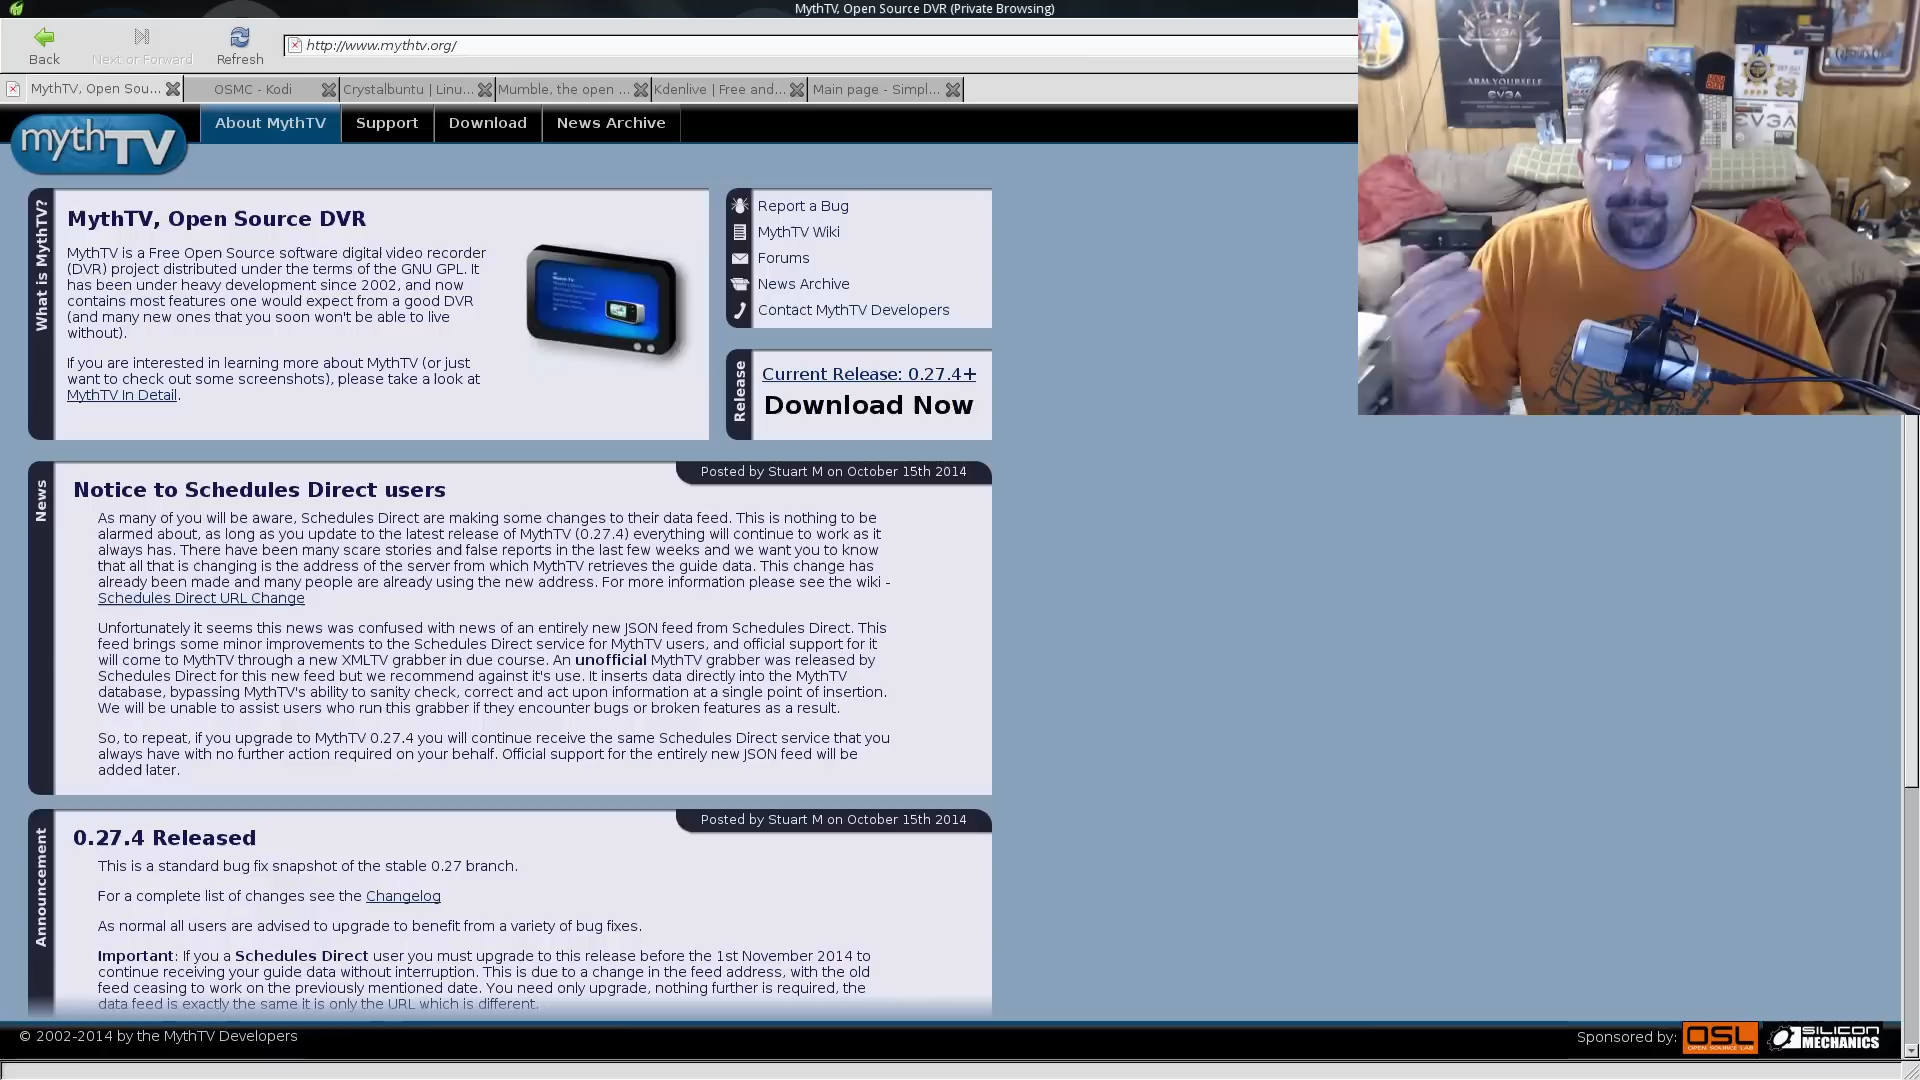 MythTV, Open Source DVR (Private Browsing)
Back
Next or Forward
Refresh
http://www.mythtv.org/
MythTV, Open Sou...
OSMC - Kodi
Crystalbuntu | Linu...
Mumble, the open ...
Kdenlive | Free and...
Main page - Simpl...
mythTV
About MythTV
Support
Download
News Archive
What is MythTV?
MythTV, Open Source DVR
MythTV is a Free Open Source software digital video recorder
(DVR) project distributed under the terms of the GNU GPL. It
has been under heavy development since 2002, and now
contains most features one would expect from a good DVR
(and many new ones that you soon won't be able to live
without).
If you are interested in learning more about MythTV (or just
want to check out some screenshots), please take a look at
MythTV In Detail.
Report a Bug
MythTV Wiki
Forums
News Archive
Contact MythTV Developers
Release
Current Release: 0.27.4+
Download Now
News
Posted by Stuart M on October 15th 2014
Notice to Schedules Direct users
As many of you will be aware, Schedules Direct are making some changes to their data feed. This is nothing to be
alarmed about, as long as you update to the latest release of MythTV (0.27.4) everything will continue to work as it
always has. There have been many scare stories and false reports in the last few weeks and we want you to know
that all that is changing is the address of the server from which MythTV retrieves the guide data. This change has
already been made and many people are already using the new address. For more information please see the wiki -
Schedules Direct URL Change
Unfortunately it seems this news was confused with news of an entirely new JSON feed from Schedules Direct. This
feed brings some minor improvements to the Schedules Direct service for MythTV users, and official support for it
will come to MythTV through a new XMLTV grabber in due course. An unofficial MythTV grabber was released by
Schedules Direct for this new feed but we recommend against it's use. It inserts data directly into the MythTV
database, bypassing MythTV's ability to sanity check, correct and act upon information at a single point of insertion.
We will be unable to assist users who run this grabber if they encounter bugs or broken features as a result.
So, to repeat, if you upgrade to MythTV 0.27.4 you will continue receive the same Schedules Direct service that you
always have with no further action required on your behalf. Official support for the entirely new JSON feed will be
added later.
Announcement
Posted by Stuart M on October 15th 2014
0.27.4 Released
This is a standard bug fix snapshot of the stable 0.27 branch.
For a complete list of changes see the Changelog
As normal all users are advised to upgrade to benefit from a variety of bug fixes.
Important: If you a Schedules Direct user you must upgrade to this release before the 1st November 2014 to
continue receiving your guide data without interruption. This is due to a change in the feed address, with the old
feed ceasing to work on the previously mentioned date. You need only upgrade, nothing further is required, the
data feed is exactly the same it is only the URL which is different.
© 2002-2014 by the MythTV Developers
Sponsored by:
OSL
OPEN SOURCE LAB
SILICON
MECHANICS
EVGA
ARM YOURSELF
EVGA
EVGA